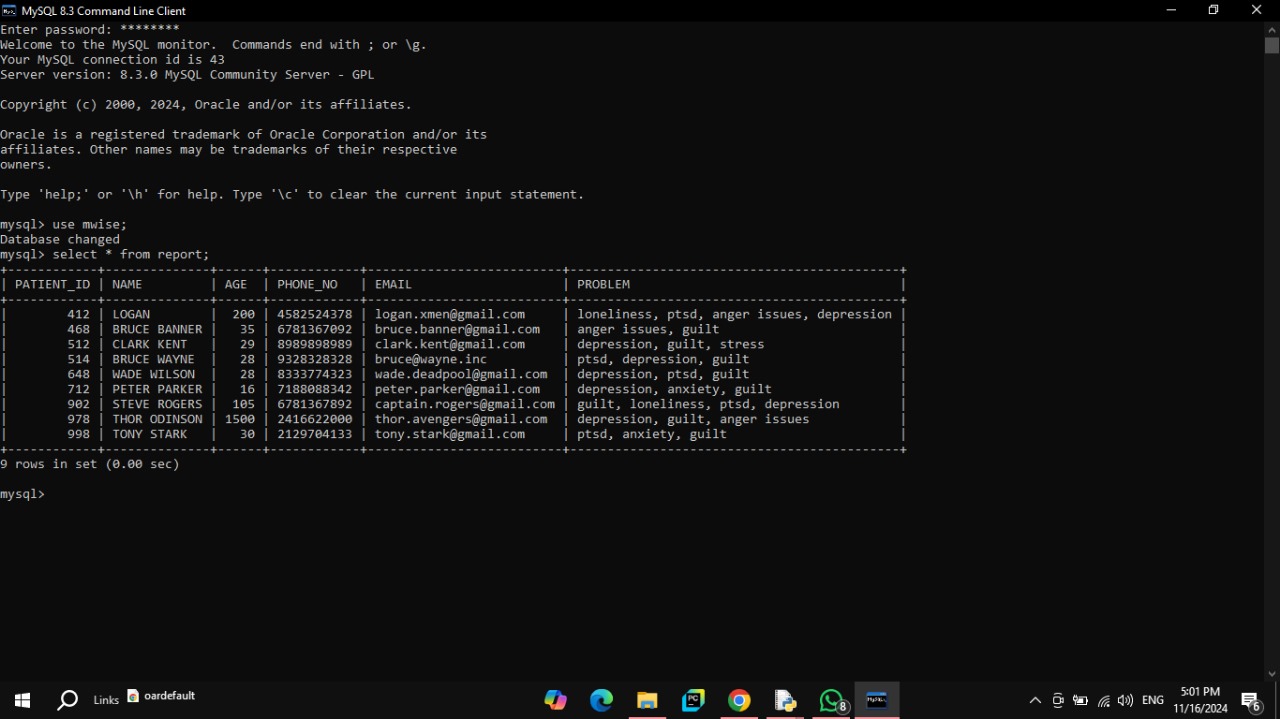 MySQL 8.3 Command Line Client
Enter password: ********
Welcome to the MySQL monitor.  Commands end with ; or \g.
Your MySQL connection id is 43
Server version: 8.3.0 MySQL Community Server - GPL
Copyright (c) 2000, 2024, Oracle and/or its affiliates.
Oracle is a registered trademark of Oracle Corporation and/or its
affiliates. Other names may be trademarks of their respective
owners.
Type 'help;' or '\h' for help. Type '\c' to clear the current input statement.
mysql> use mwise;
Database changed
mysql> select * from report;
+------------+--------------+------+------------+--------------------------+--------------------------------------------+
| PATIENT_ID | NAME         | AGE  | PHONE_NO   | EMAIL                    | PROBLEM                                    |
+------------+--------------+------+------------+--------------------------+--------------------------------------------+
|        412 | LOGAN        |  200 | 4582524378 | logan.xmen@gmail.com     | loneliness, ptsd, anger issues, depression |
|        468 | BRUCE BANNER |   35 | 6781367092 | bruce.banner@gmail.com   | anger issues, guilt                        |
|        512 | CLARK KENT   |   29 | 8989898989 | clark.kent@gmail.com     | depression, guilt, stress                  |
|        514 | BRUCE WAYNE  |   28 | 9328328328 | bruce@wayne.inc          | ptsd, depression, guilt                    |
|        648 | WADE WILSON  |   28 | 8333774323 | wade.deadpool@gmail.com  | depression, ptsd, guilt                    |
|        712 | PETER PARKER |   16 | 7188088342 | peter.parker@gmail.com   | depression, anxiety, guilt                 |
|        902 | STEVE ROGERS |  105 | 6781367892 | captain.rogers@gmail.com | guilt, loneliness, ptsd, depression        |
|        978 | THOR ODINSON | 1500 | 2416622000 | thor.avengers@gmail.com  | depression, guilt, anger issues            |
|        998 | TONY STARK   |   30 | 2129704133 | tony.stark@gmail.com     | ptsd, anxiety, guilt                       |
+------------+--------------+------+------------+--------------------------+--------------------------------------------+
9 rows in set (0.00 sec)
mysql>
Links oardefault
PC
8
MySQL
ENG
5:01 PM
11/16/2024
6